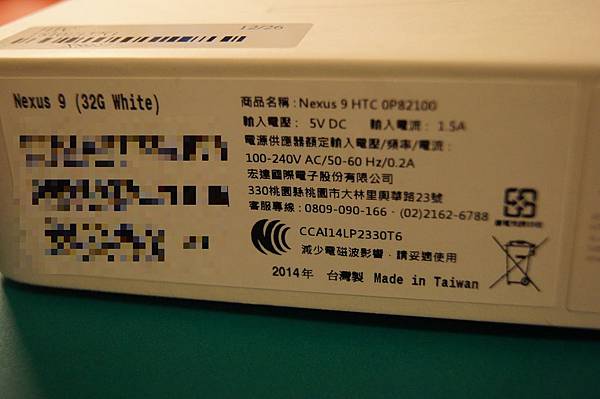 12/26
Nexus 9 (32G White)
商品名稱：Nexus 9 HTC 0P82100
輸入電壓： 5V DC 輸入電流： 1.5A
電源供應器額定輸入電壓/頻率/電流：
100-240V AC/50-60 Hz/0.2A
宏達國際電子股份有限公司
330桃園縣桃園市大林里興華路23號
客服專線：0809-090-166，(02)2162-6788
CCAI14LP2330T6
減少電磁波影響，請妥適使用
2014年 台灣製 Made in Taiwan